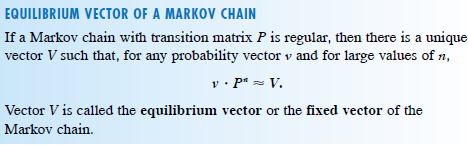 EQUILIBRIUM VECTOR OF A MARKOV CHAIN
If a Markov chain with transition matrix P is regular, then there is a unique
vector V such that, for any probability vector v and for large values of n,
v · Pⁿ ≈ V.
Vector V is called the equilibrium vector or the fixed vector of the
Markov chain.